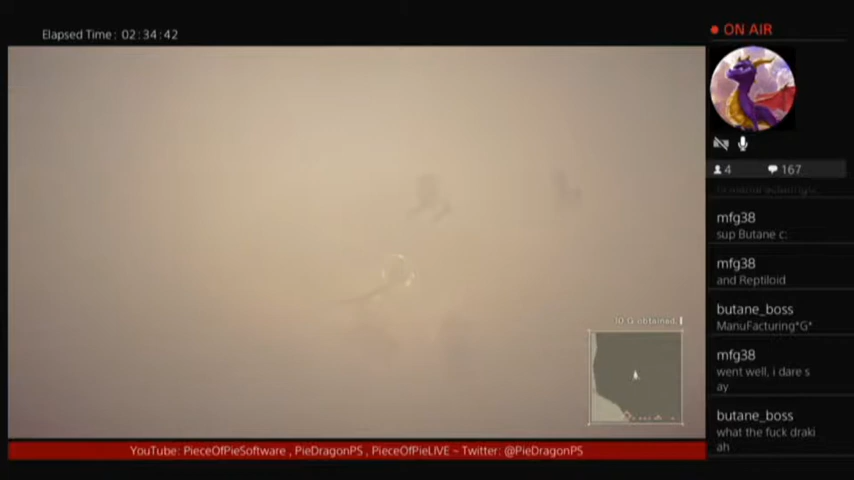 Elapsed Time: 02:34:42
ON AIR
4 167
mfg38
sup Butane c:
mfg38
and Reptiloid
butane_boss
ManuFacturing*G*
mfg38
went well, i dare s
ay
butane_boss
what the fuck draki
ah
10 G obtained.
YouTube: PieceOfPieSoftware , PieDragonPS , PieceOfPieLIVE ~ Twitter: @PieDragonPS